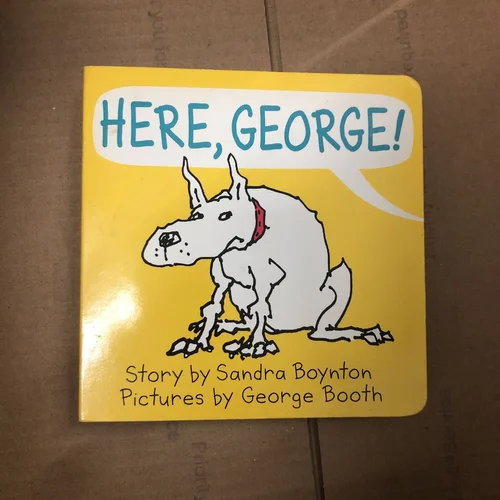 HERE, GEORGE!
Story by Sandra Boynton
Pictures by George Booth